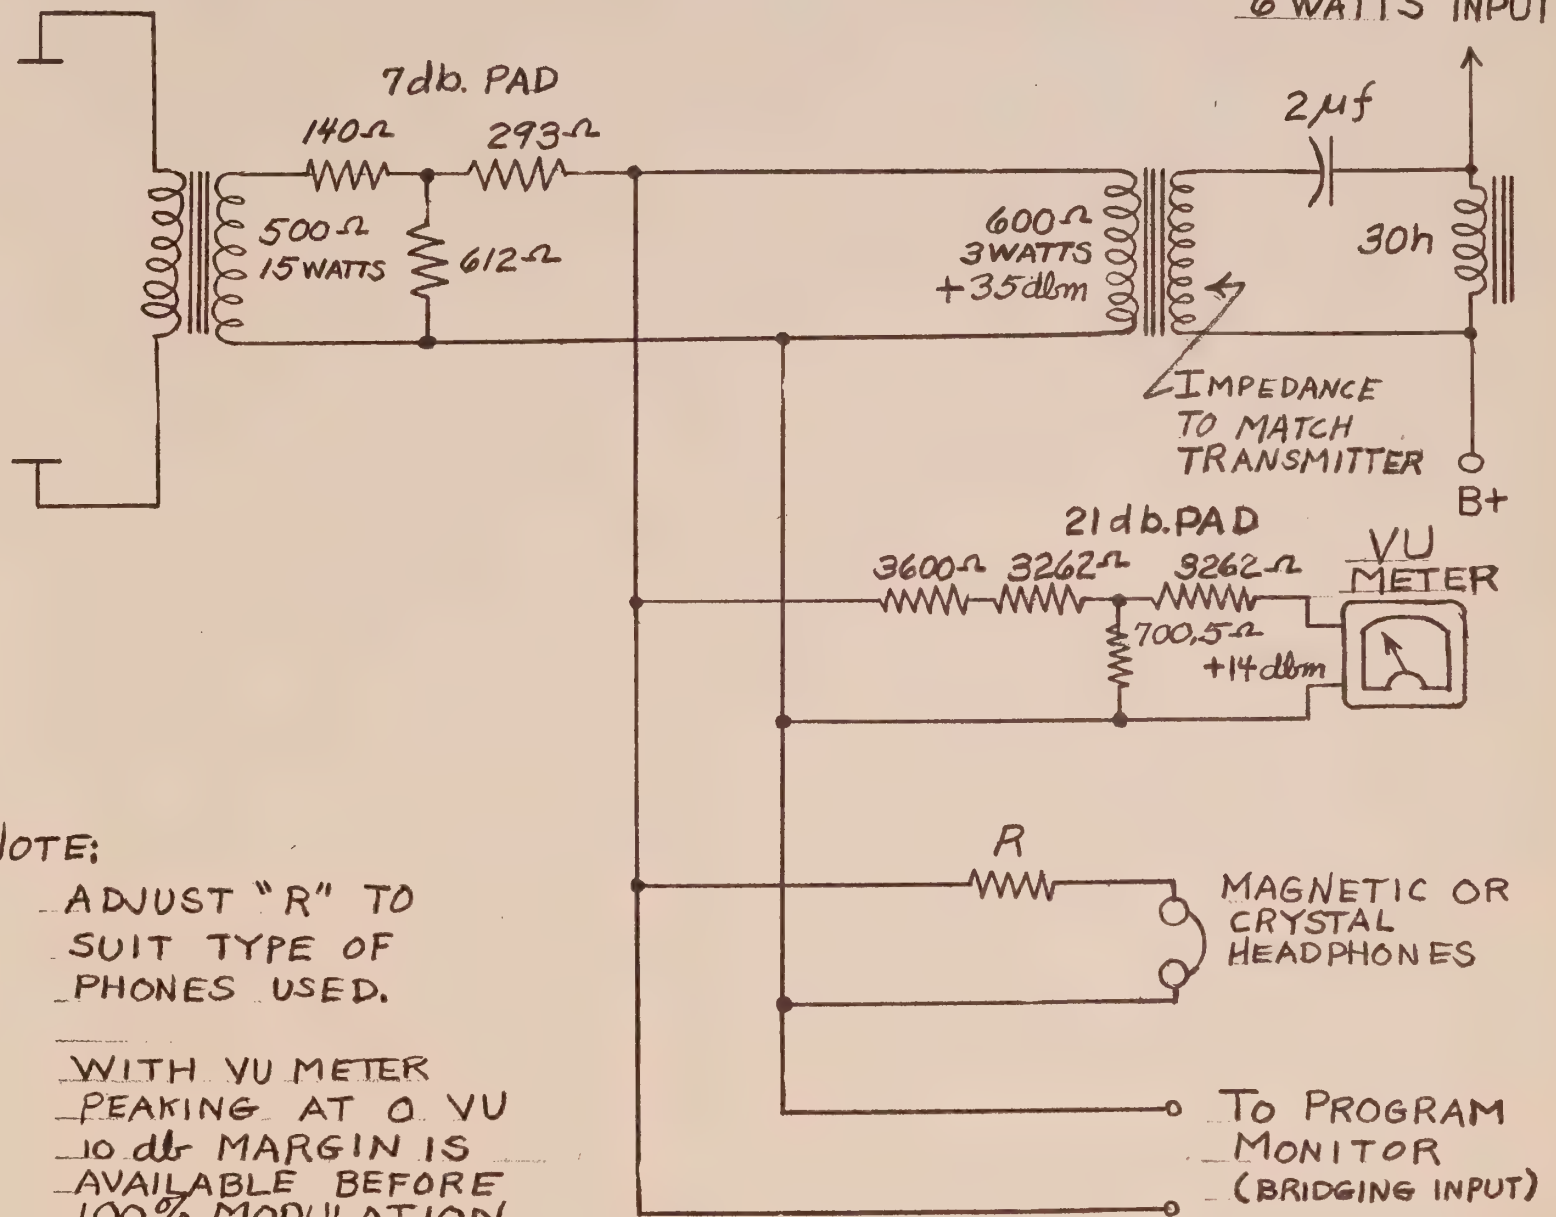 6 WATTS INPUT
7db. PAD
140Ω
293Ω
2μf
500Ω
15 WATTS
612Ω
600Ω
3 WATTS
+35dbm
30h
IMPEDANCE
TO MATCH
TRANSMITTER
B+
21db. PAD
VU
METER
3600Ω
3262Ω
3262Ω
700,5Ω
+14dbm
R
MAGNETIC OR
CRYSTAL
HEADPHONES
NOTE:
ADJUST "R" TO
SUIT TYPE OF
PHONES USED.
WITH VU METER
PEAKING AT 0 VU
10 db MARGIN IS
AVAILABLE BEFORE
100% MODULATION
TO PROGRAM
MONITOR
(BRIDGING INPUT)